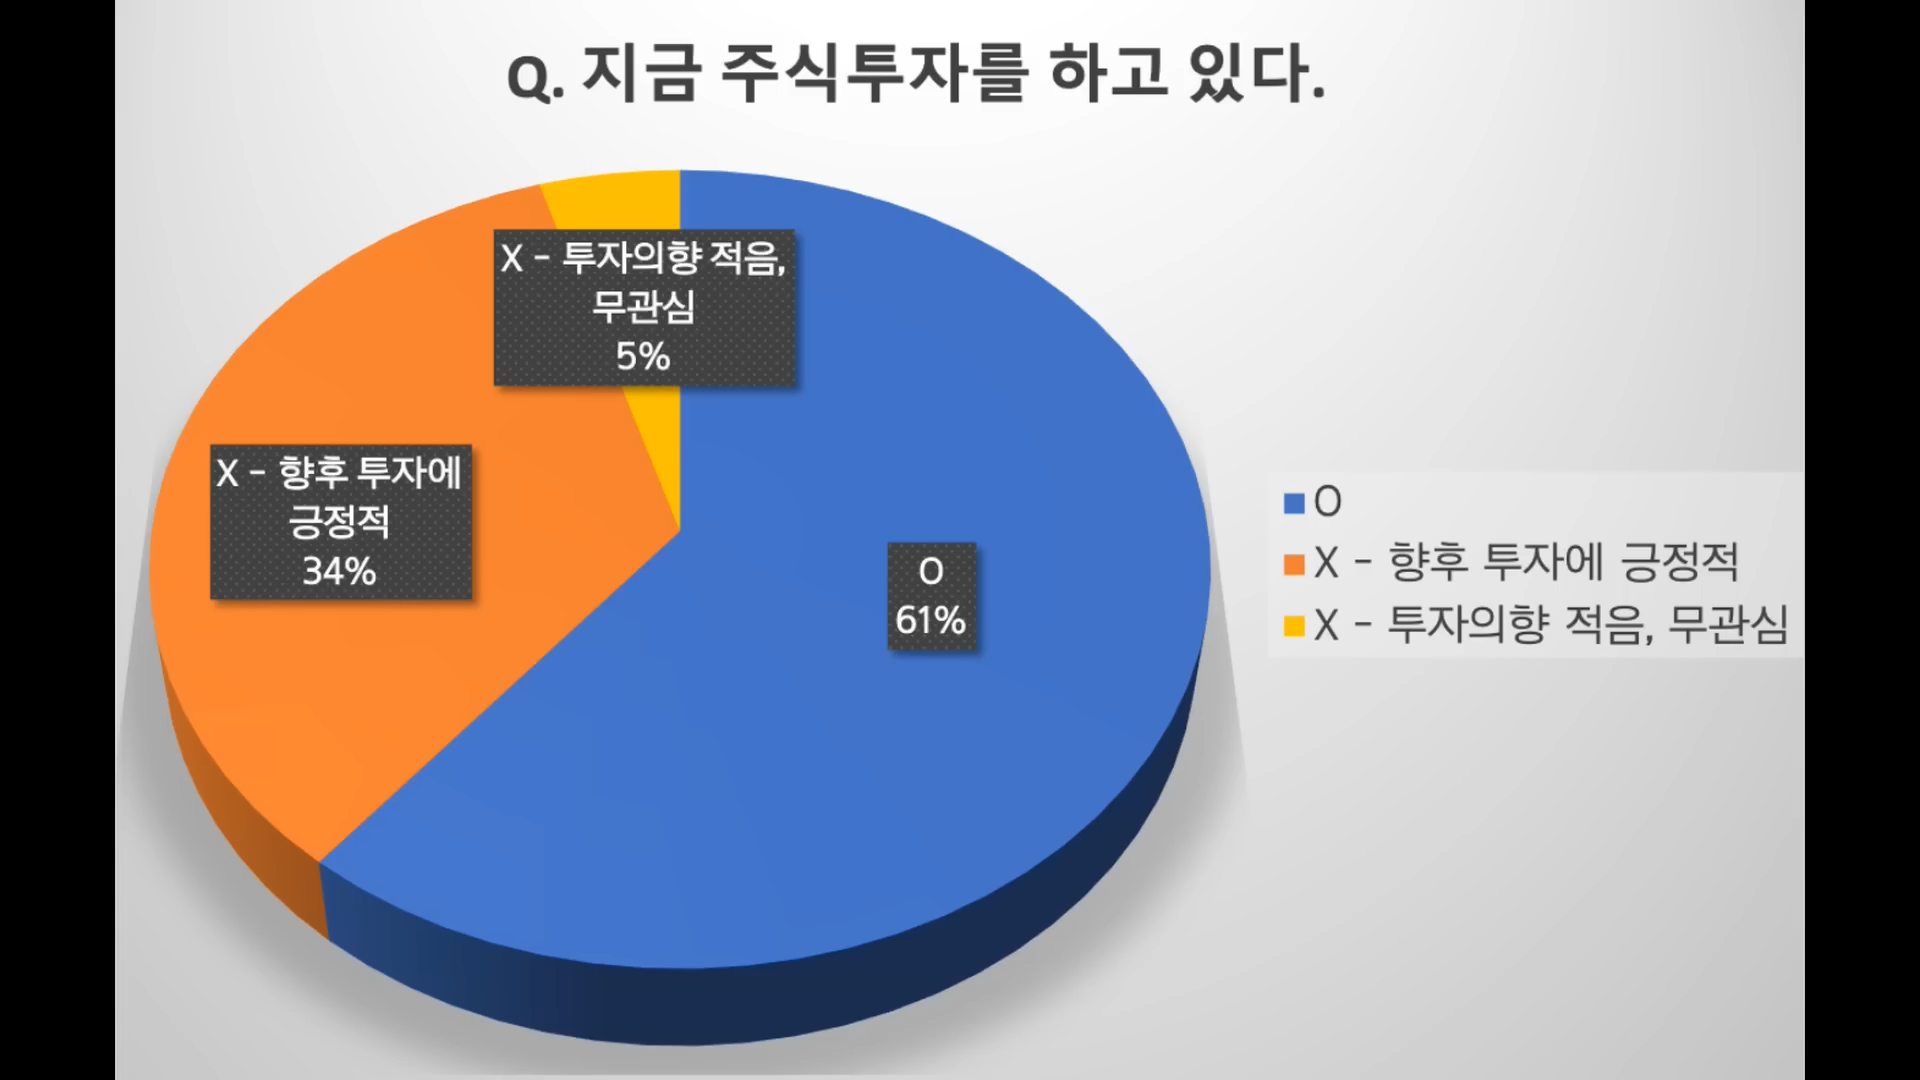 Q. 지금 주식투자를 하고 있다.
X - 투자의향 적음,
무관심
5%
X - 향후 투자에
긍정적
34%
O
61%
O
X - 향후 투자에 긍정적
X - 투자의향 적음, 무관심